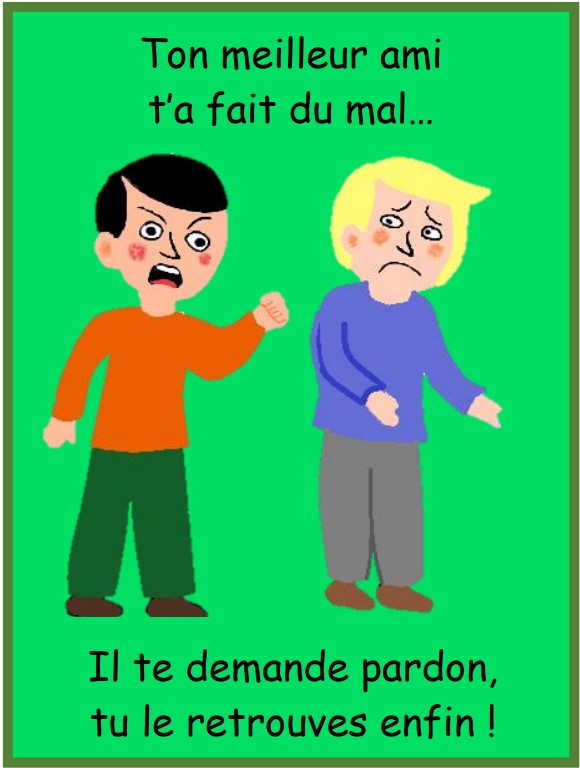 Ton meilleur ami
t'a fait du mal...
Il te demande pardon,
tu le retrouves enfin !